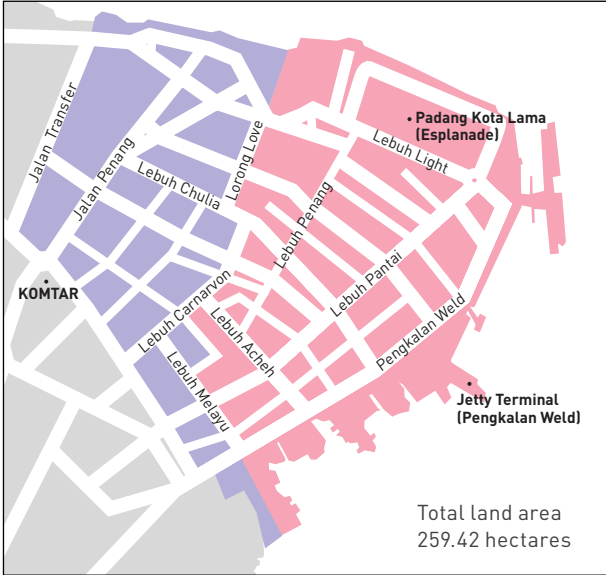 Padang Kota Lama
(Esplanade)
Lebuh Light
Jalan Transfer
Jalan Penang
Lorong Love
Lebuh Chulia
Lebuh Penang
Lebuh Pantai
KOMTAR
Lebuh Carnarvon
Lebuh Acheh
Pengkalan Weld
Lebuh Melayu
Jetty Terminal
(Pengkalan Weld)
Total land area
259.42 hectares